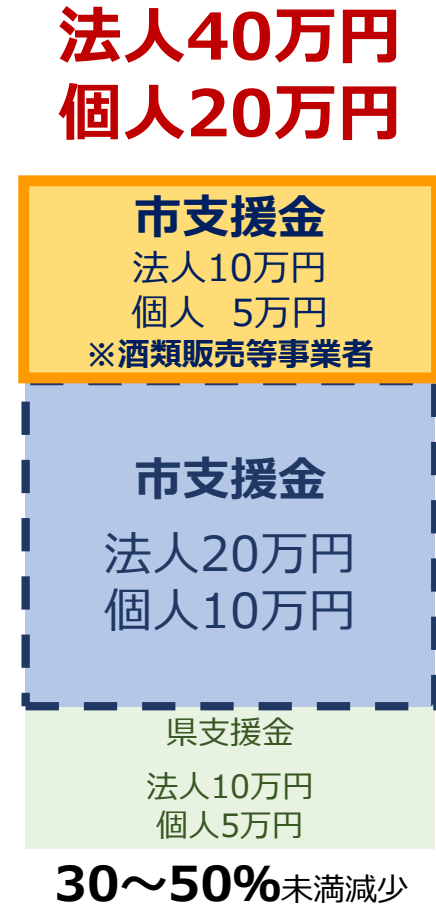 法人40万円
個人20万円
市支援金
法人10万円
個人 5万円
※酒類販売等事業者
市支援金
法人20万円
個人10万円
県支援金
法人10万円
個人5万円
30～50%未満減少